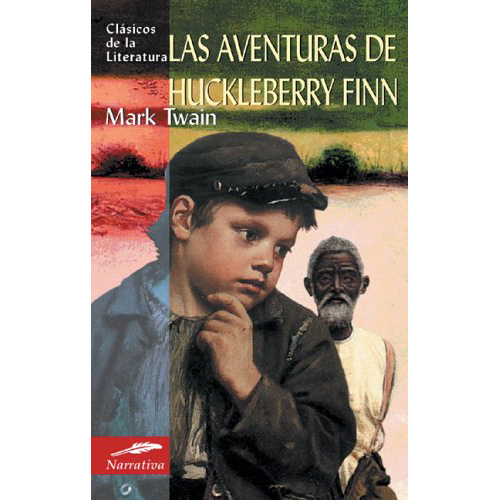 Clásicos
de la
Literatura
LAS AVENTURAS DE
HUCKLEBERRY FINN
Mark Twain
Narrativa